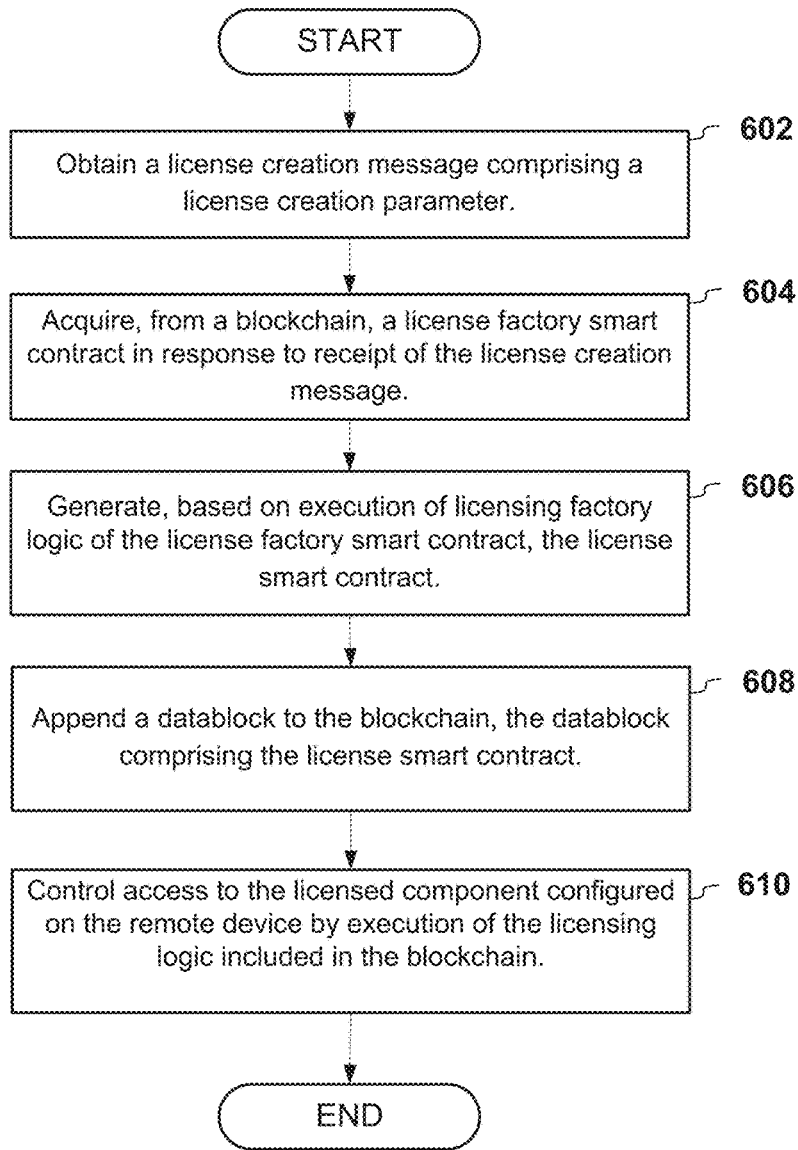 START
602
Obtain a license creation message comprising a
license creation parameter.
604
Acquire, from a blockchain, a license factory smart
contract in response to receipt of the license creation
message.
606
Generate, based on execution of licensing factory
logic of the license factory smart contract, the license
smart contract.
608
Append a datablock to the blockchain, the datablock
comprising the license smart contract.
610
Control access to the licensed component configured
on the remote device by execution of the licensing
logic included in the blockchain.
END